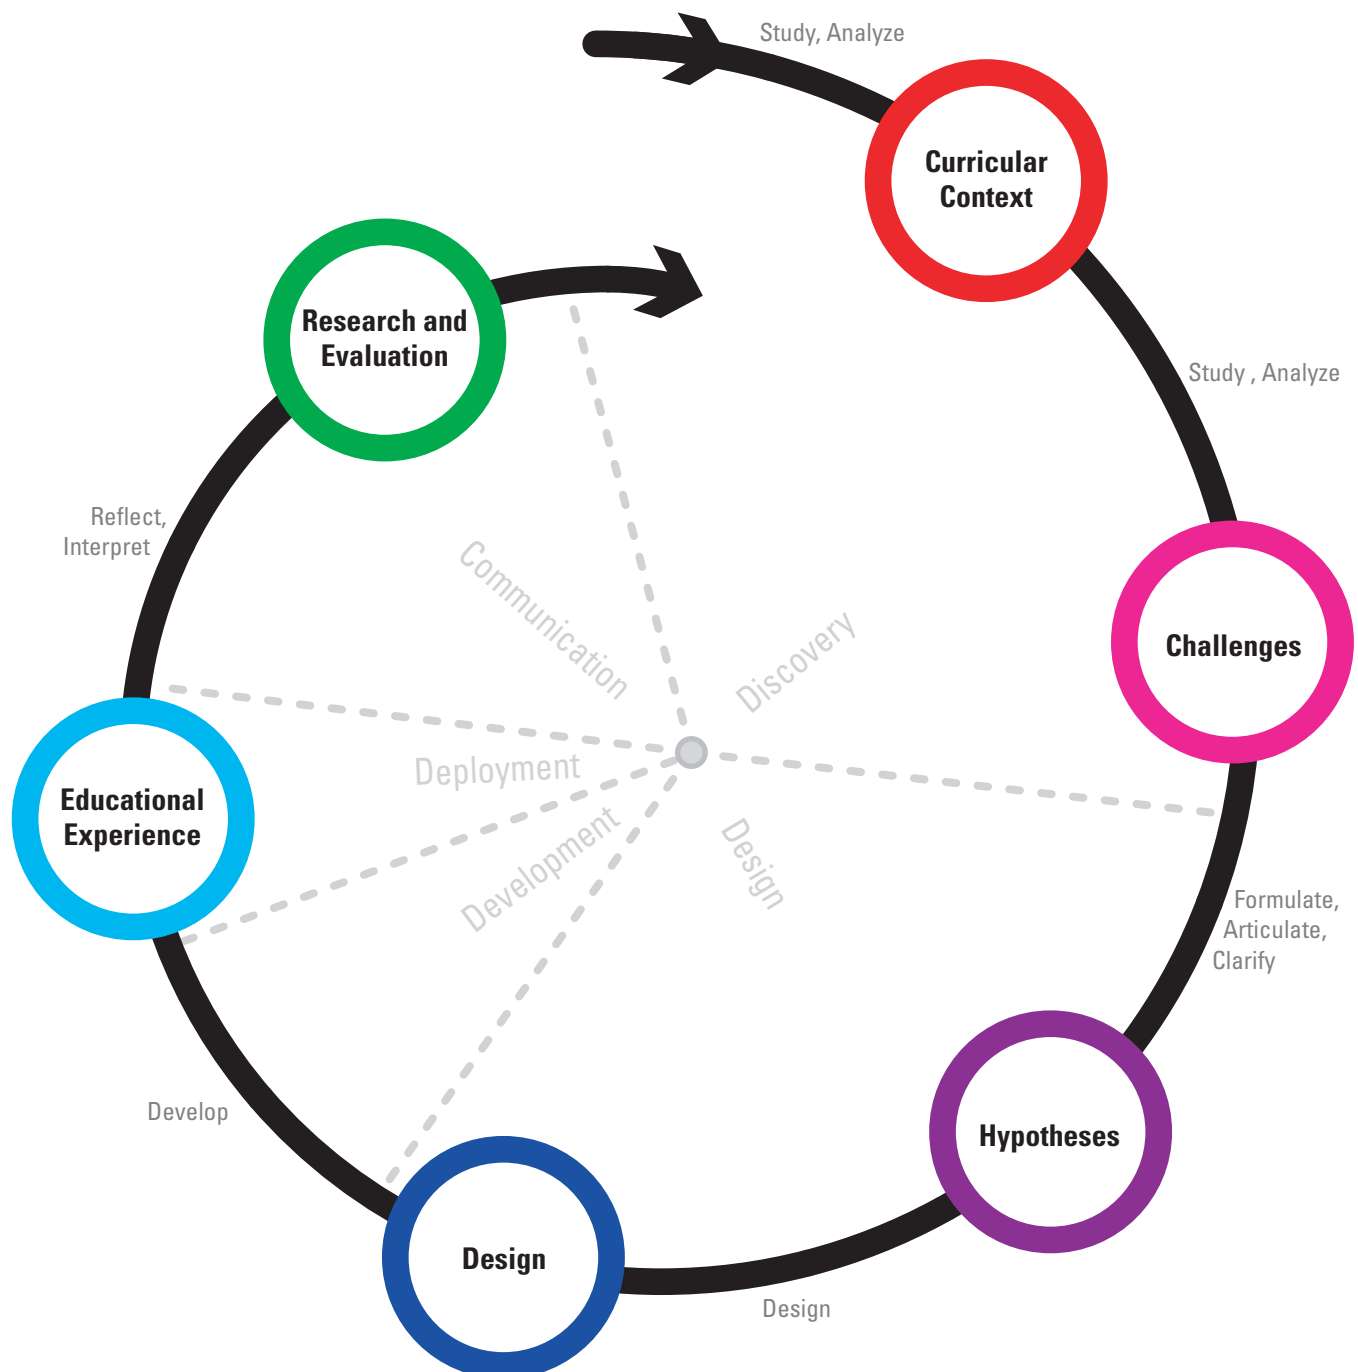 Study, Analyze
Curricular
Context
Study , Analyze
Challenges
Formulate,
Articulate,
Clarify
Hypotheses
Design
Design
Develop
Educational
Experience
Reflect,
Interpret
Research and
Evaluation
Discovery
Design
Development
Deployment
Communication